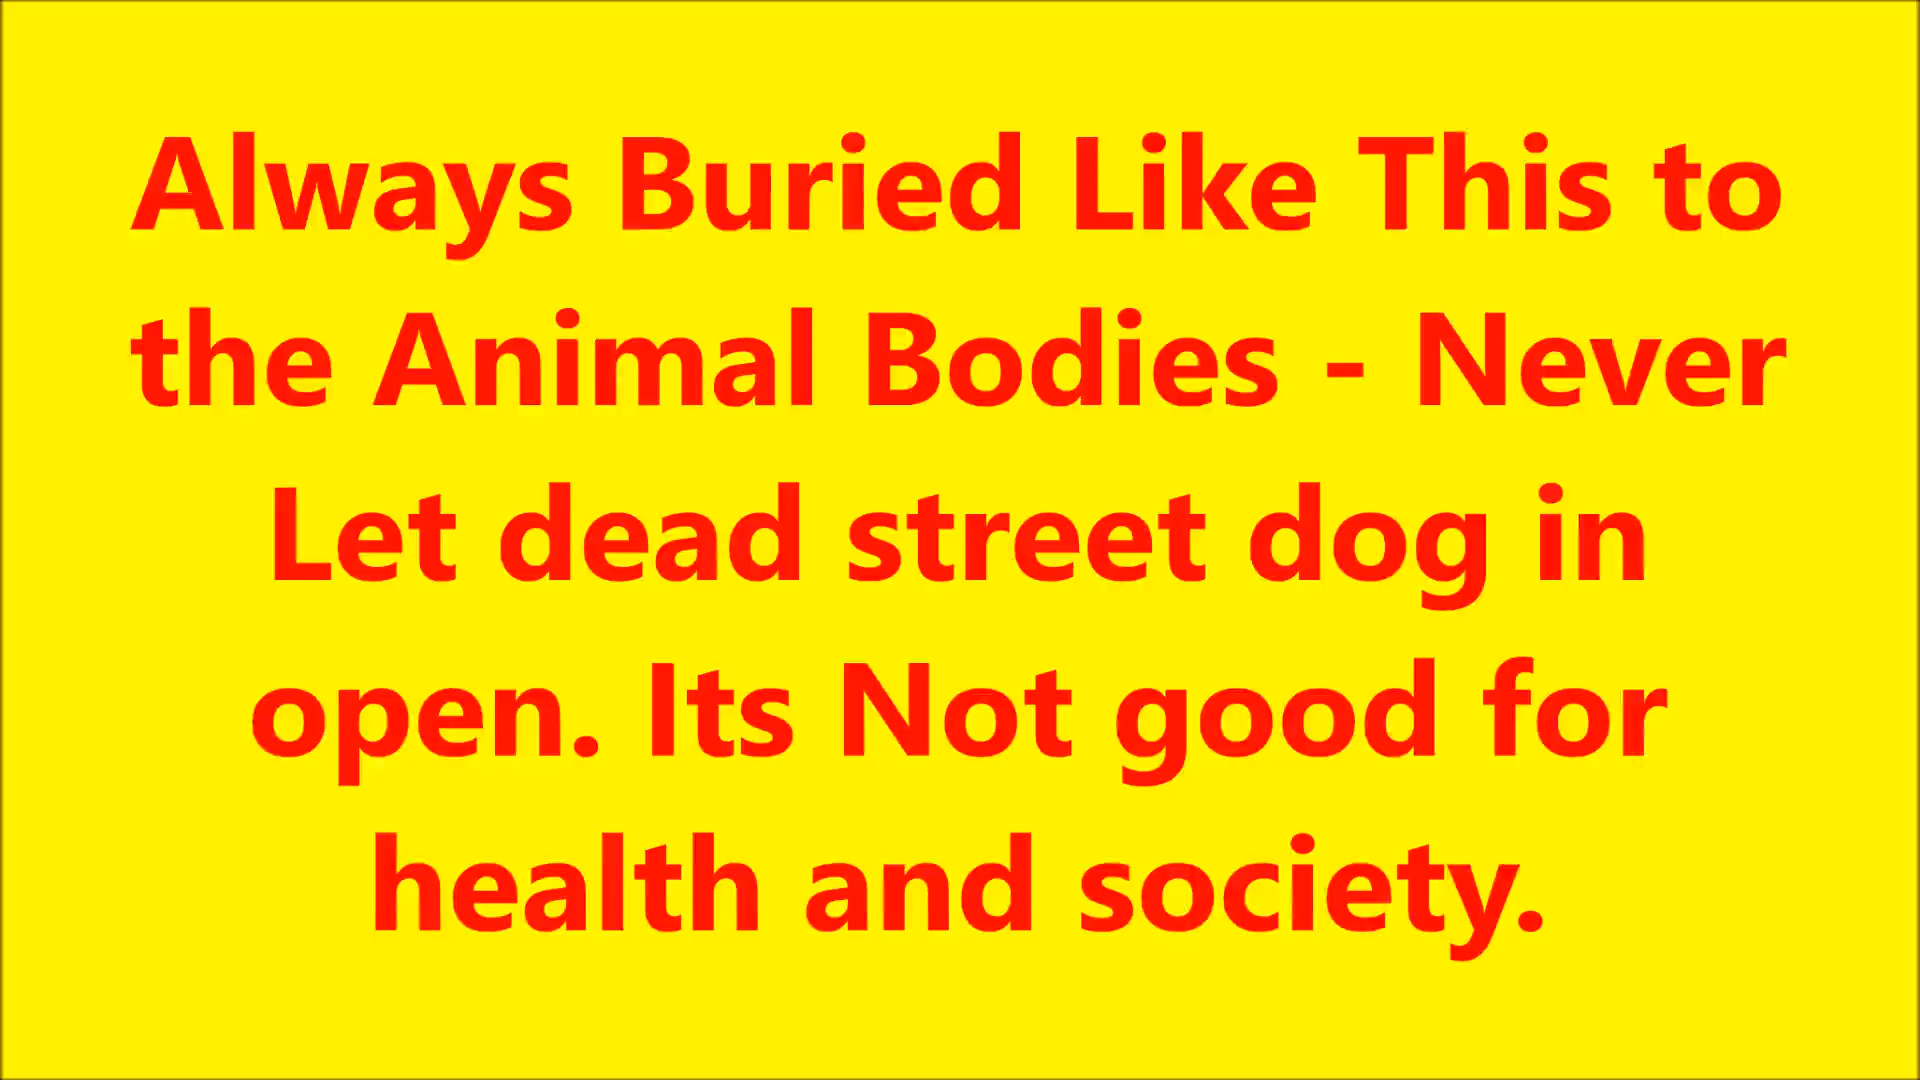 Always Buried Like This to
the Animal Bodies - Never
Let dead street dog in
open. Its Not good for
health and society.